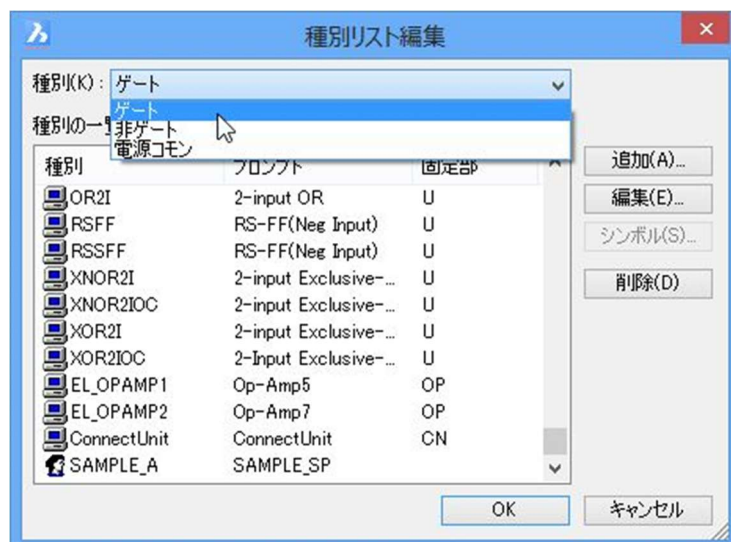 種別リスト編集
種別(K): ゲート
ゲート
非ゲート
電源コモン
種別の一覧
種別 プロンプト 固定部
OR2I 2-input OR U
RSFF RS-FF(Neg Input) U
RSSFF RS-FF(Neg Input) U
XNOR2I 2-input Exclusive-... U
XNOR2IOC 2-input Exclusive-... U
XOR2I 2-input Exclusive-... U
XOR2IOC 2-Input Exclusive-... U
EL_OPAMP1 Op-Amp5 OP
EL_OPAMP2 Op-Amp7 OP
ConnectUnit ConnectUnit CN
SAMPLE_A SAMPLE_SP
追加(A)...
編集(E)...
シンボル(S)...
削除(D)
OK キャンセル